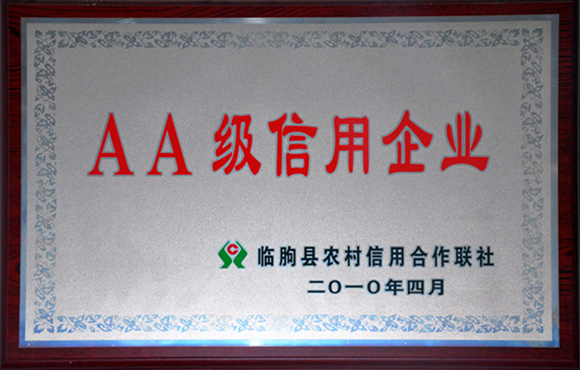 AA级信用企业
临朐县农村信用合作联社
二〇一〇年四月